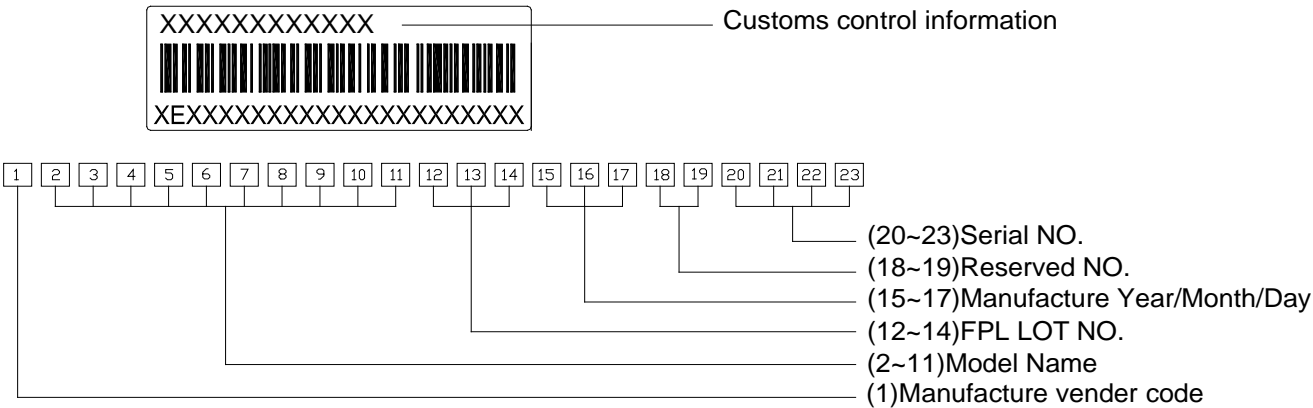 XXXXXXXXXXXX
Customs control information
XEXXXXXXXXXXXXXXXXXXXXX
1 2 3 4 5 6 7 8 9 10 11 12 13 14 15 16 17 18 19 20 21 22 23
(20~23)Serial NO.
(18~19)Reserved NO.
(15~17)Manufacture Year/Month/Day
(12~14)FPL LOT NO.
(2~11)Model Name
(1)Manufacture vender code